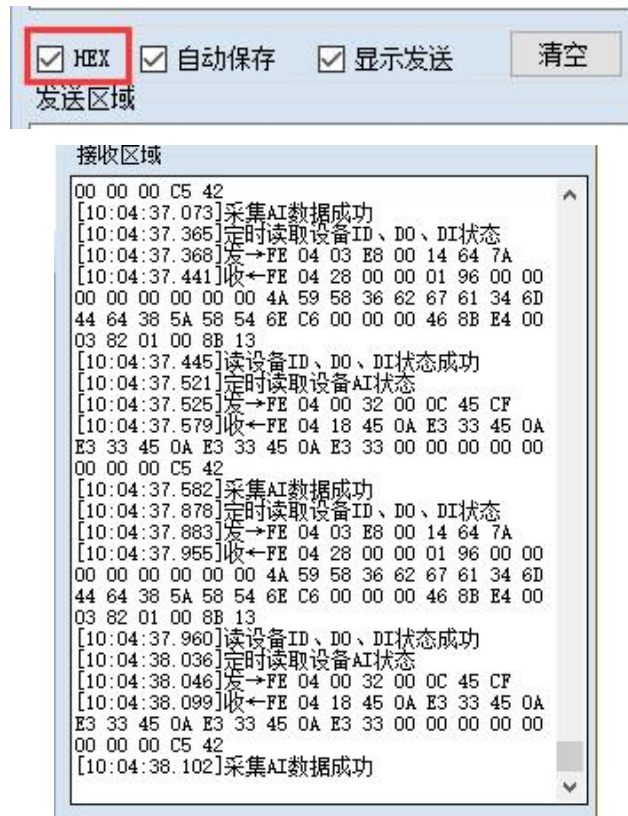 HEX 自动保存 显示发送 清空
发送区域
接收区域
00 00 00 C5 42
[10:04:37.073]采集AI数据成功
[10:04:37.365]定时读取设备ID、DO、DI状态
[10:04:37.368]发→FE 04 03 E8 00 14 64 7A
[10:04:37.441]收←FE 04 28 00 00 01 96 00 00
00 00 00 00 00 00 4A 59 58 36 62 67 61 34 6D
44 64 38 5A 58 54 6E C6 00 00 00 46 8B E4 00
03 82 01 00 8B 13
[10:04:37.445]读设备ID、DO、DI状态成功
[10:04:37.521]定时读取设备AI状态
[10:04:37.525]发→FE 04 00 32 00 0C 45 CF
[10:04:37.579]收←FE 04 18 45 0A E3 33 45 0A
E3 33 45 0A E3 33 45 0A E3 33 00 00 00 00 00
00 00 00 C5 42
[10:04:37.582]采集AI数据成功
[10:04:37.878]定时读取设备ID、DO、DI状态
[10:04:37.883]发→FE 04 03 E8 00 14 64 7A
[10:04:37.955]收←FE 04 28 00 00 01 96 00 00
00 00 00 00 00 00 4A 59 58 36 62 67 61 34 6D
44 64 38 5A 58 54 6E C6 00 00 00 46 8B E4 00
03 82 01 00 8B 13
[10:04:37.960]读设备ID、DO、DI状态成功
[10:04:38.036]定时读取设备AI状态
[10:04:38.046]发→FE 04 00 32 00 0C 45 CF
[10:04:38.099]收←FE 04 18 45 0A E3 33 45 0A
E3 33 45 0A E3 33 45 0A E3 33 00 00 00 00 00
00 00 00 C5 42
[10:04:38.102]采集AI数据成功